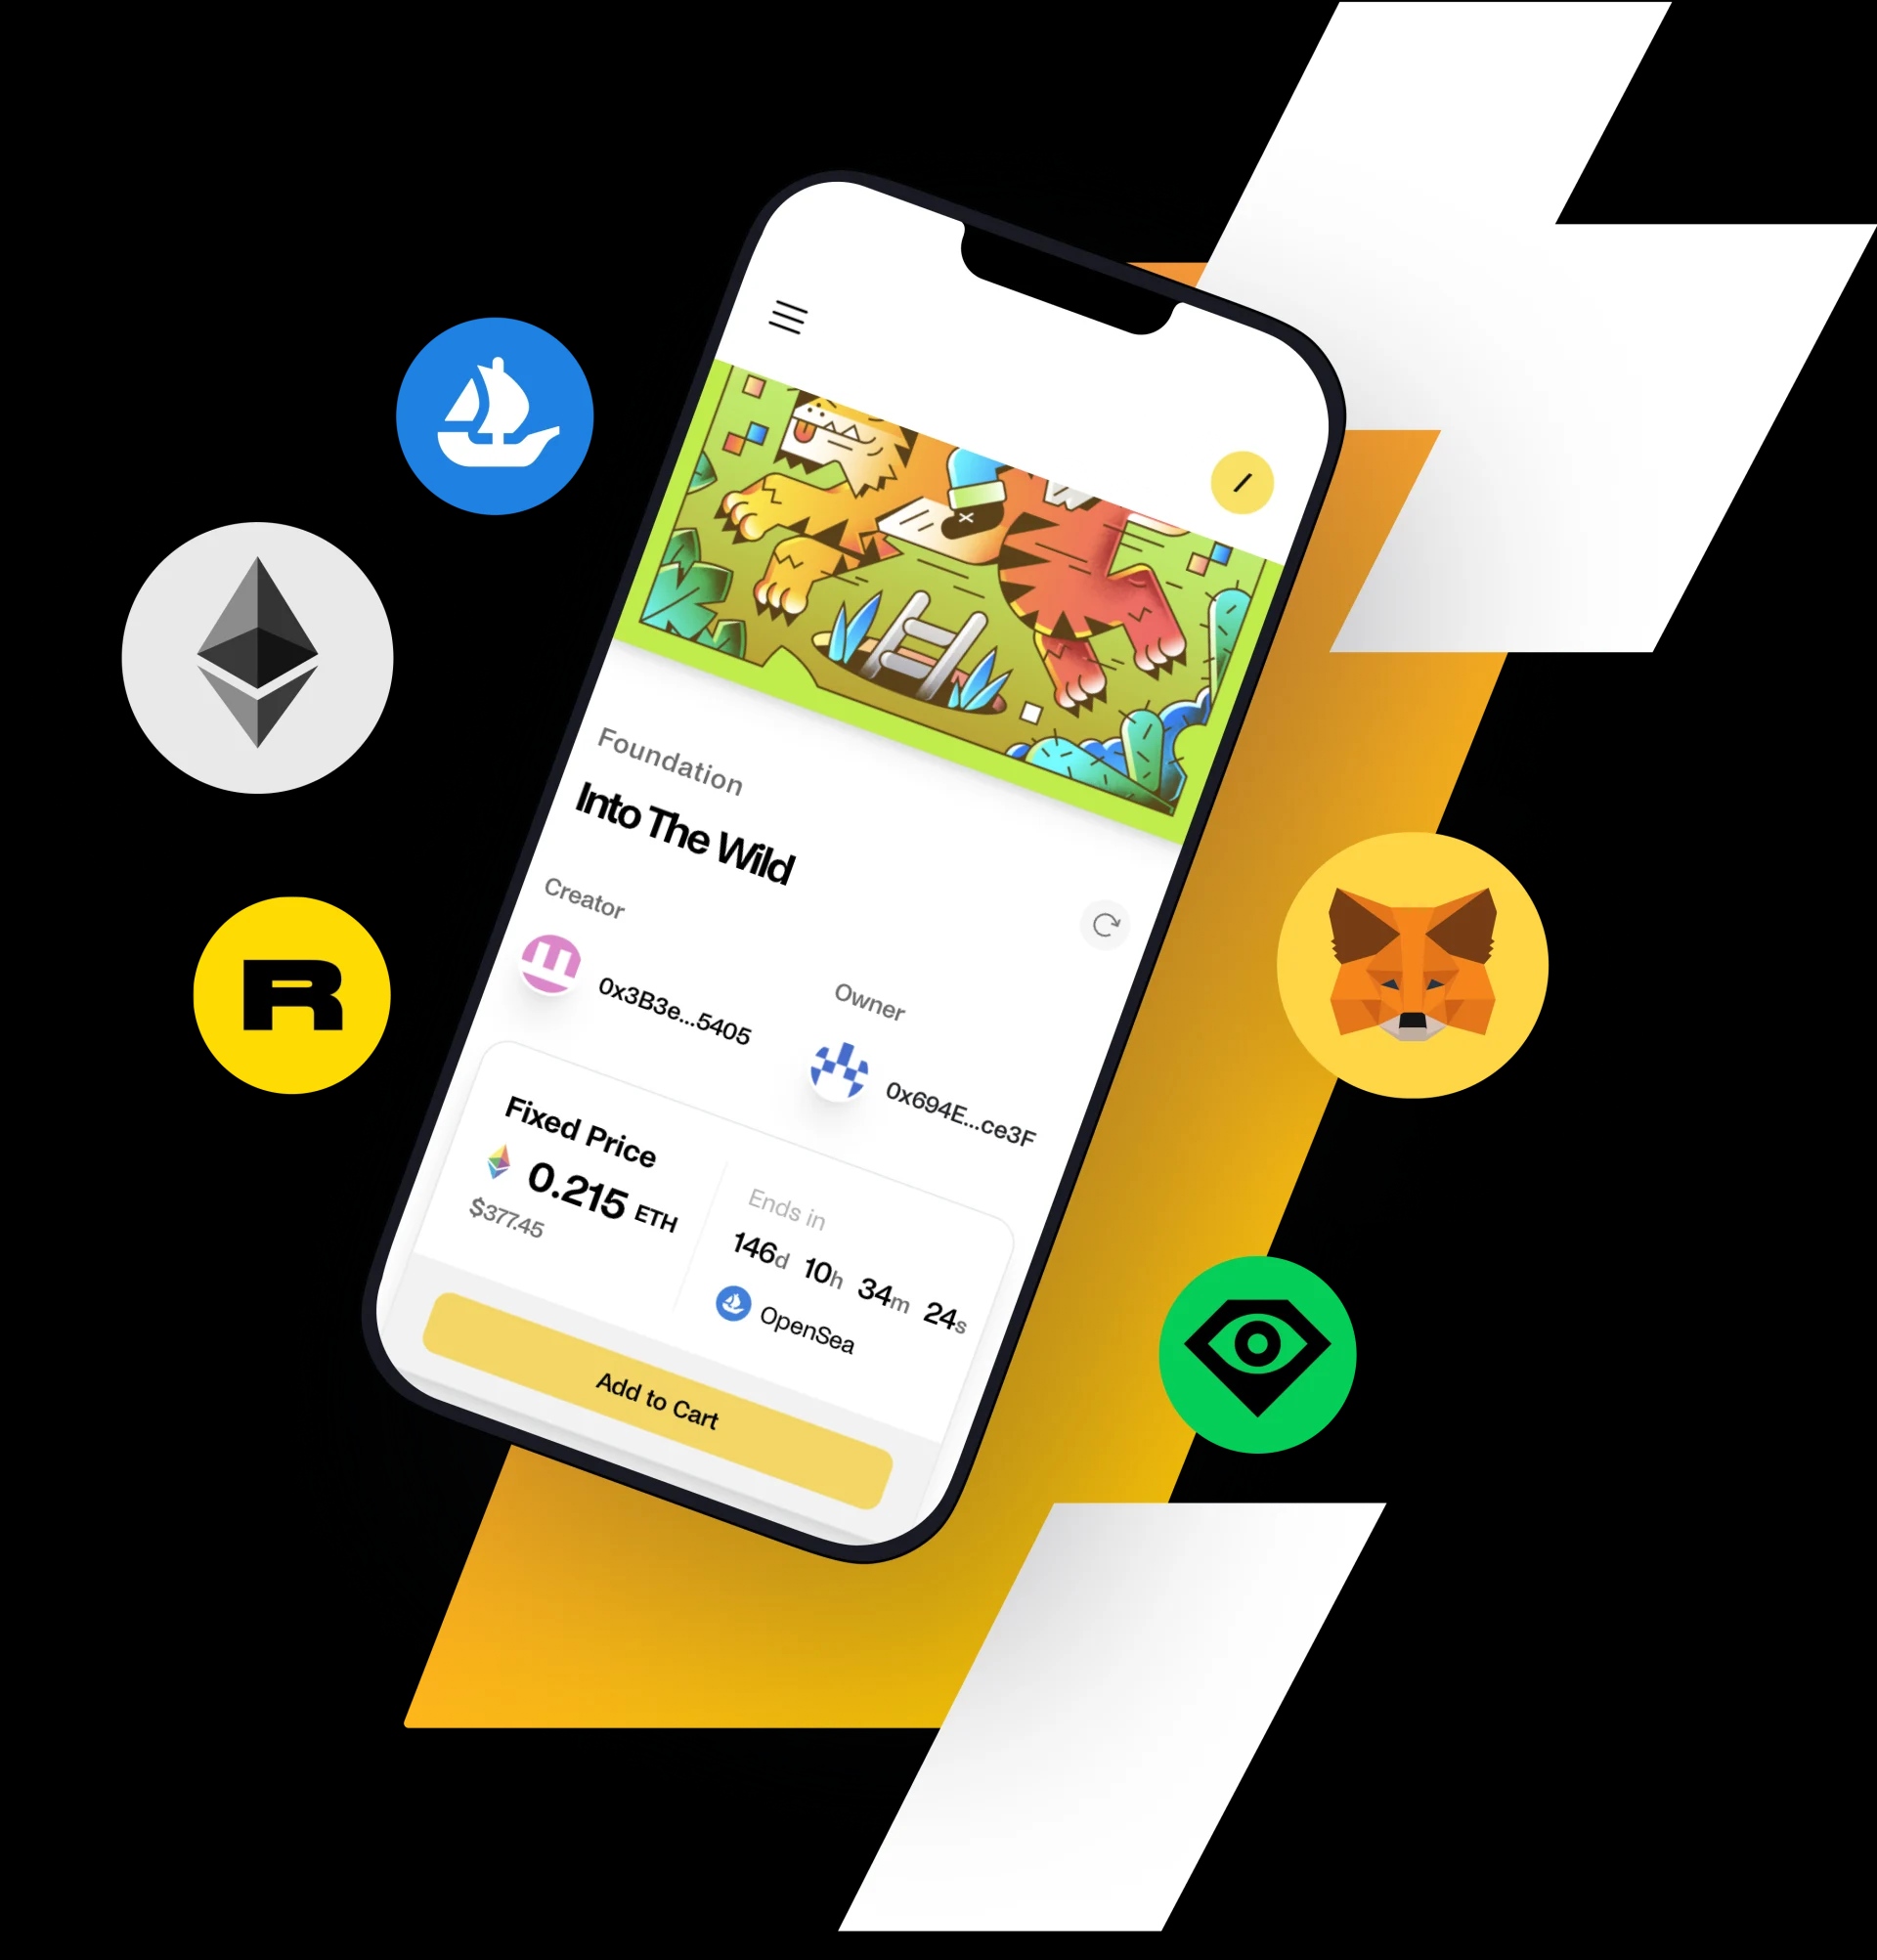 Foundation
Into The Wild
Creator
0x3B3e...5405
Owner
0x694E...ce3F
Fixed Price
0.215 ETH
$377.45
Ends in
146d 10h 34m 24s
OpenSea
Add to Cart
R